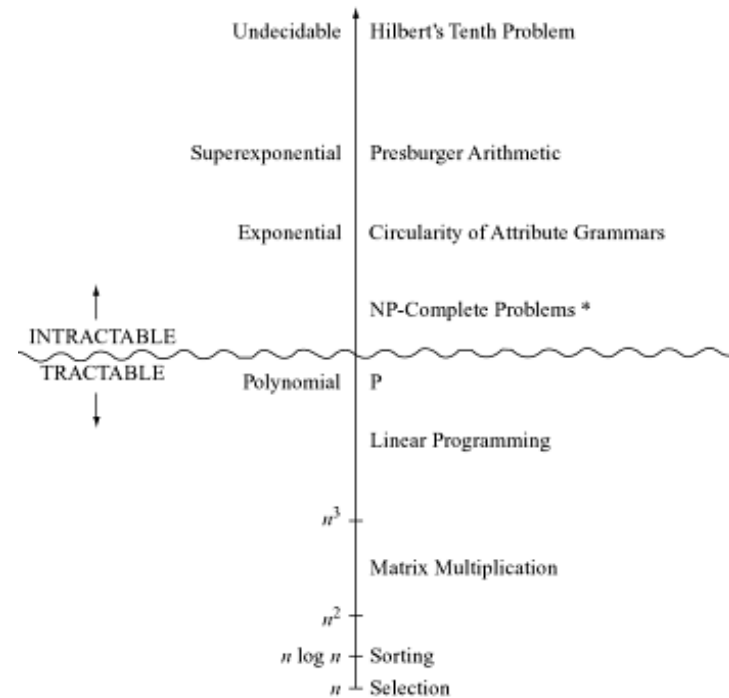 Undecidable Hilbert's Tenth Problem
Superexponential Presburger Arithmetic
Exponential Circularity of Attribute Grammars
NP-Complete Problems *
INTRACTABLE
TRACTABLE
Polynomial P
Linear Programming
n³
Matrix Multiplication
n²
n log n Sorting
n Selection